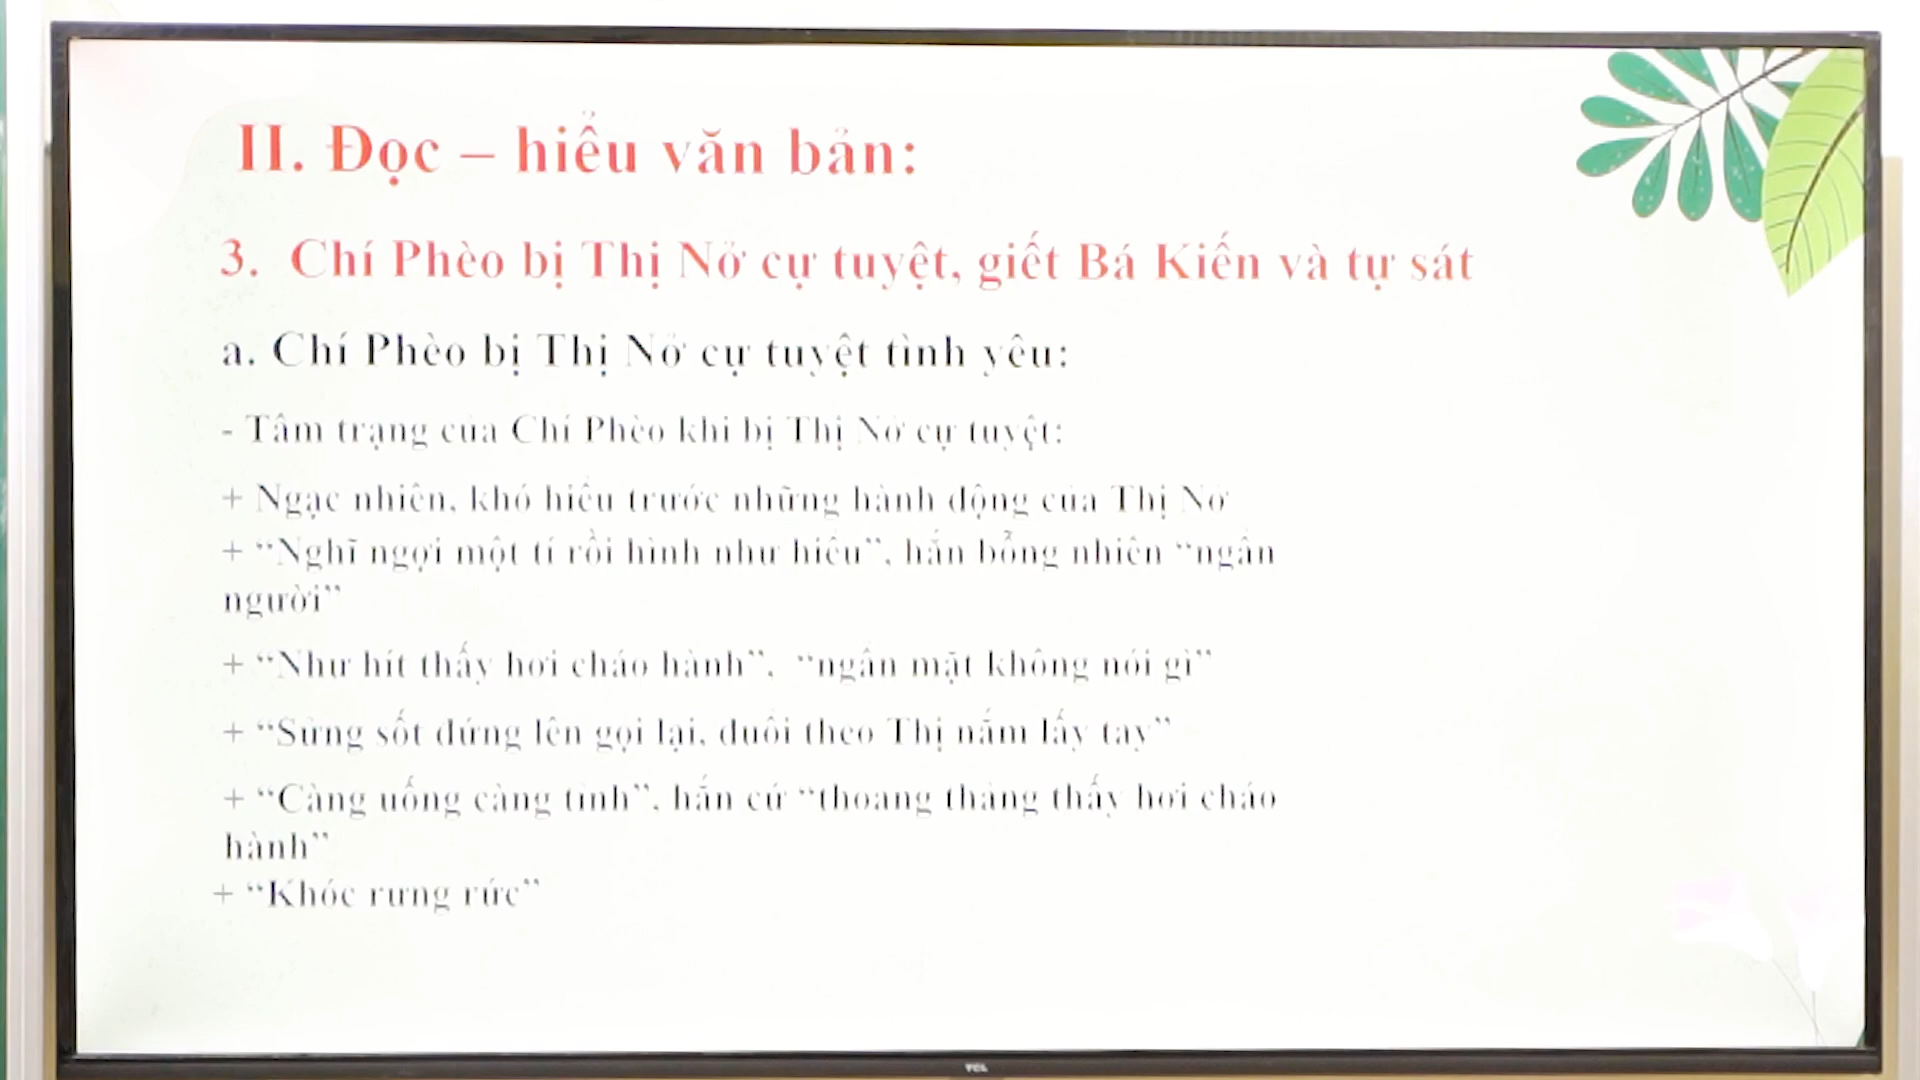 II. Đọc – hiểu văn bản:
3. Chí Phèo bị Thị Nở cự tuyệt, giết Bá Kiến và tự sát
a. Chí Phèo bị Thị Nở cự tuyệt tình yêu:
- Tâm trạng của Chí Phèo khi bị Thị Nở cự tuyệt:
+ Ngạc nhiên, khó hiểu trước những hành động của Thị Nở
+ “Nghĩ ngợi một tí rồi hình như hiểu”, hắn bỗng nhiên “ngẩn
người”
+ “Như hít thấy hơi cháo hành”, “ngẩn mặt không nói gì”
+ “Sửng sốt đứng lên gọi lại, đuổi theo Thị nắm lấy tay”
+ “Càng uống càng tỉnh”, hắn cứ “thoang thảng thấy hơi cháo
hành”
+ “Khóc rưng rức”
TCL